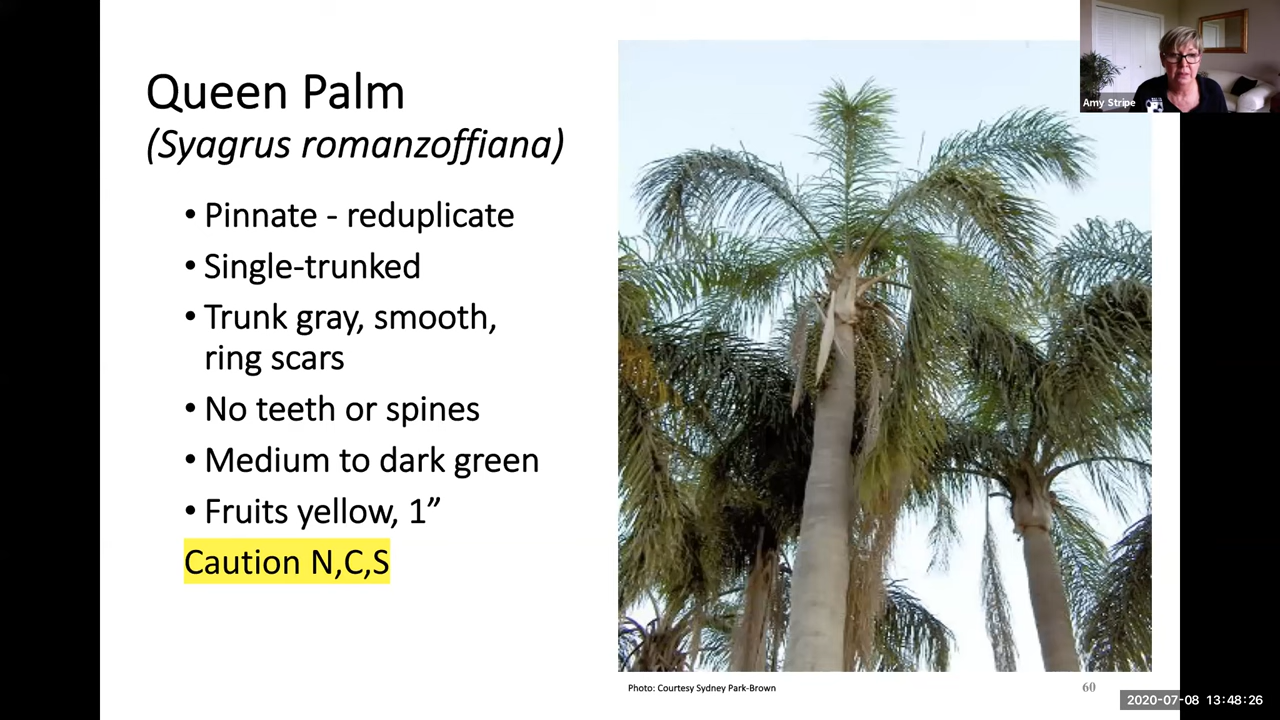 Queen Palm
(Syagrus romanzoffiana)
• Pinnate - reduplicate
• Single-trunked
• Trunk gray, smooth,
ring scars
• No teeth or spines
• Medium to dark green
• Fruits yellow, 1”
Caution N,C,S
Photo: Courtesy Sydney Park-Brown
60
Amy Stripe
2020-07-08 13:48:26